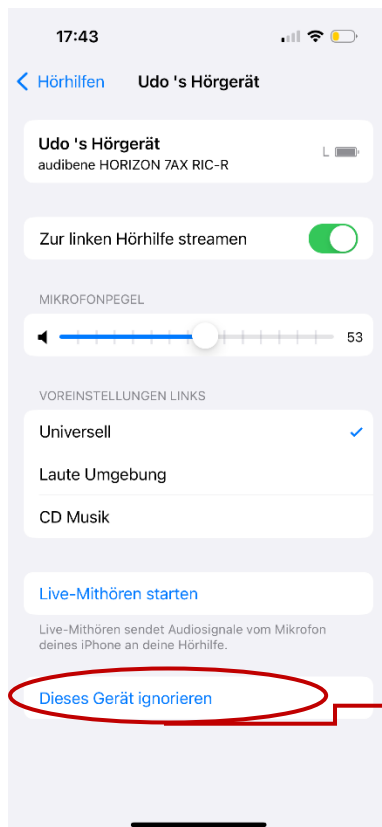 17:43
Hörhilfen
Udo 's Hörgerät
Udo 's Hörgerät
audibene HORIZON 7AX RIC-R
L
Zur linken Hörhilfe streamen
MIKROFONPEGEL
53
VOREINSTELLUNGEN LINKS
Universell
Laute Umgebung
CD Musik
Live-Mithören starten
Live-Mithören sendet Audiosignale vom Mikrofon
deines iPhone an deine Hörhilfe.
Dieses Gerät ignorieren